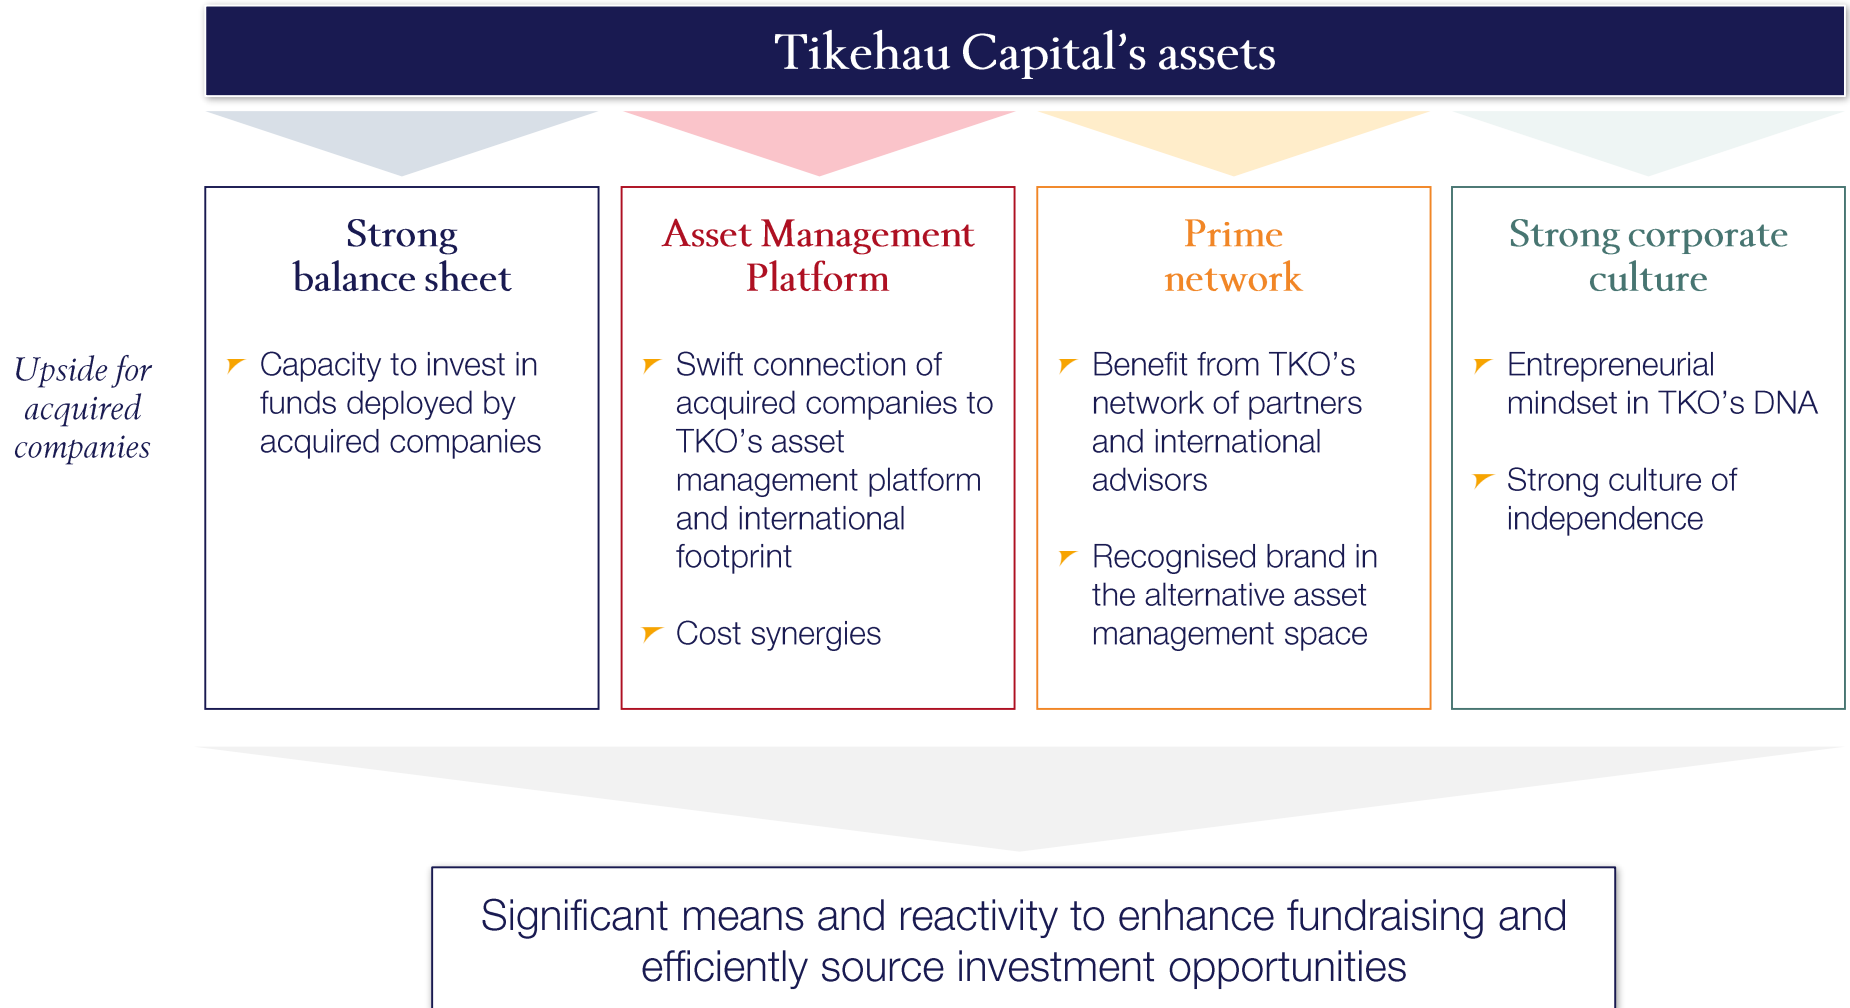 Tikehau Capital’s assets
Upside for
acquired
companies
Strong
balance sheet
Capacity to invest in
funds deployed by
acquired companies
Asset Management
Platform
Swift connection of
acquired companies to
TKO’s asset
management platform
and international
footprint
Cost synergies
Prime
network
Benefit from TKO’s
network of partners
and international
advisors
Recognised brand in
the alternative asset
management space
Strong corporate
culture
Entrepreneurial
mindset in TKO’s DNA
Strong culture of
independence
Significant means and reactivity to enhance fundraising and
efficiently source investment opportunities